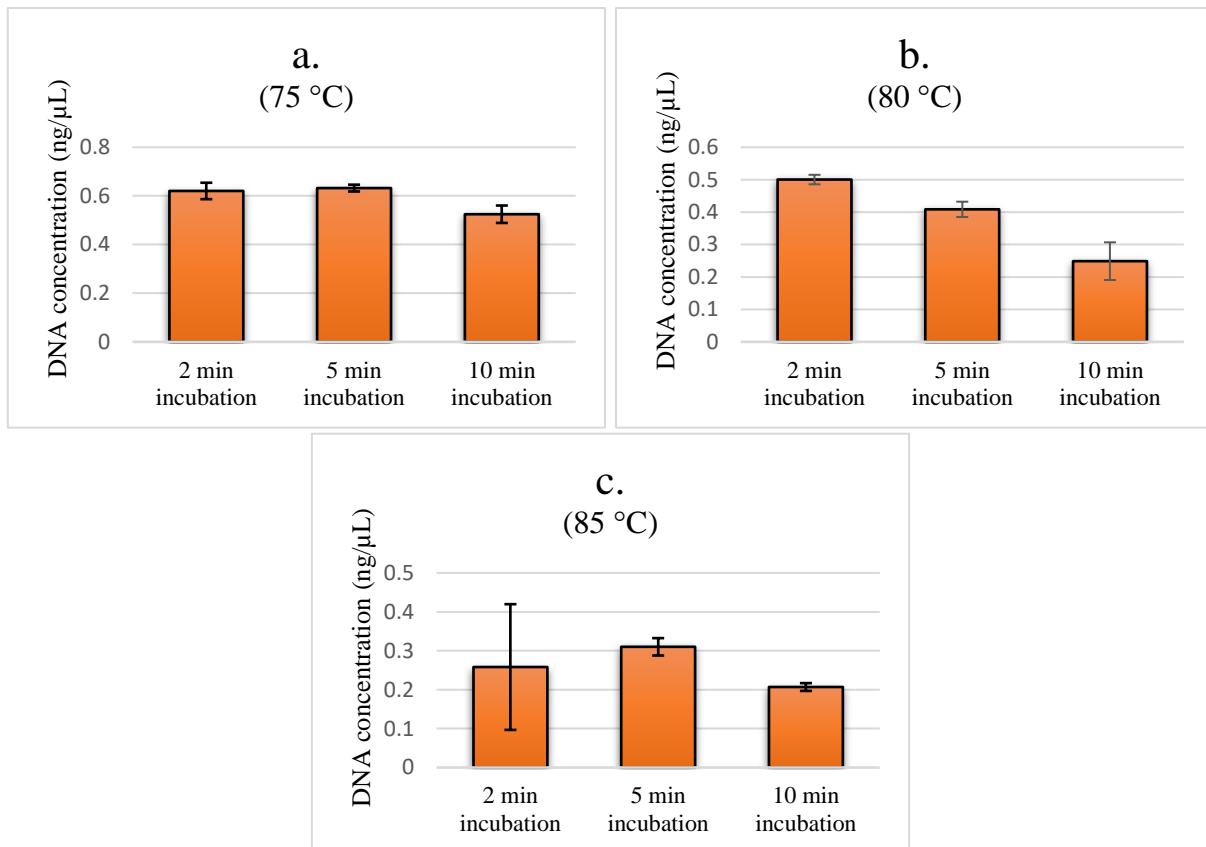 a.
(75 °C)
DNA concentration (ng/µL)
0.8
0.6
0.4
0.2
0
2 min
incubation
5 min
incubation
10 min
incubation
b.
(80 °C)
DNA concentration (ng/µL)
0.6
0.5
0.4
0.3
0.2
0.1
0
2 min
incubation
5 min
incubation
10 min
incubation
c.
(85 °C)
DNA concentration (ng/µL)
0.5
0.4
0.3
0.2
0.1
0
2 min
incubation
5 min
incubation
10 min
incubation